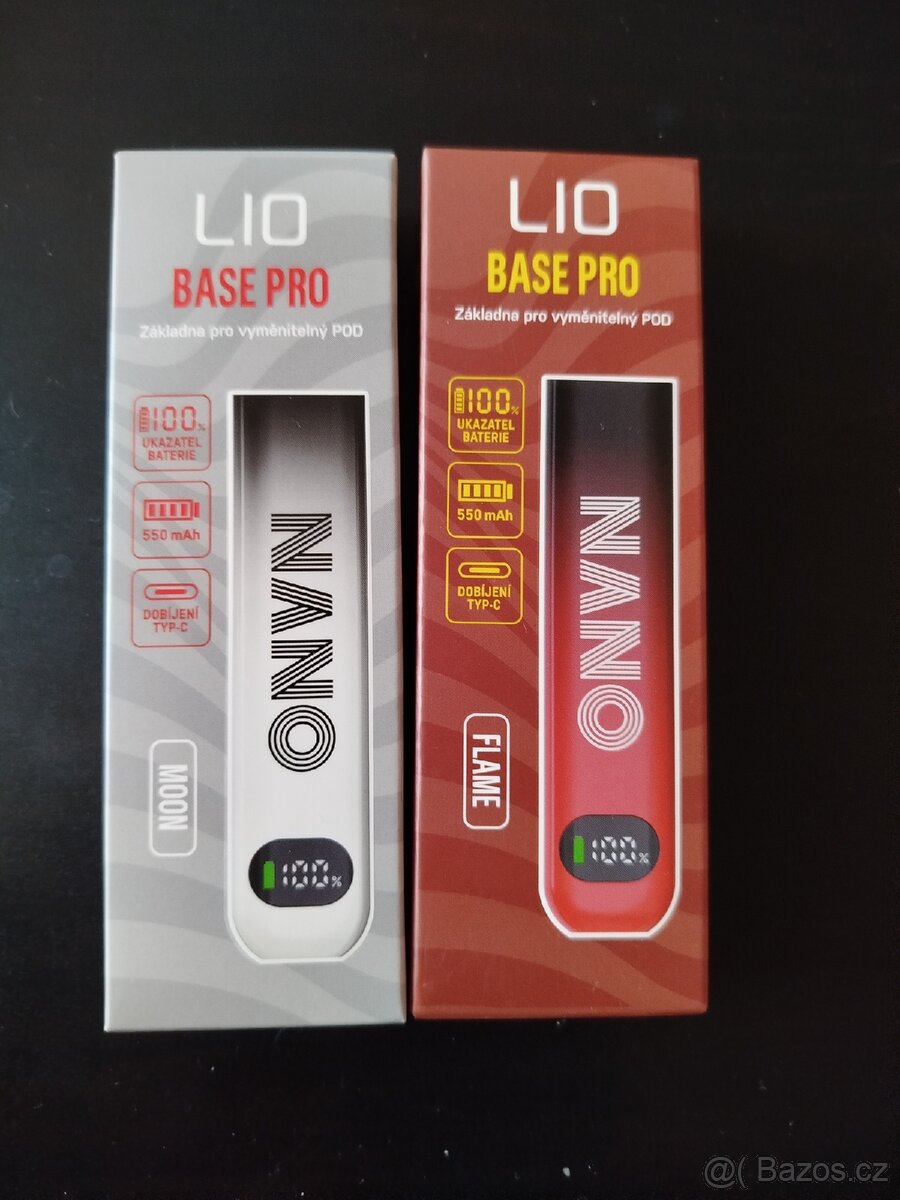 LIO
BASE PRO
Základna pro vyměnitelný POD
100%
UKAZATEL
BATERIE
550 mAh
DOBÍJENÍ
TYP-C
MOON
NANO
100%
LIO
BASE PRO
Základna pro vyměnitelný POD
100%
UKAZATEL
BATERIE
550 mAh
DOBÍJENÍ
TYP-C
FLAME
NANO
100%
@( Bazos.cz